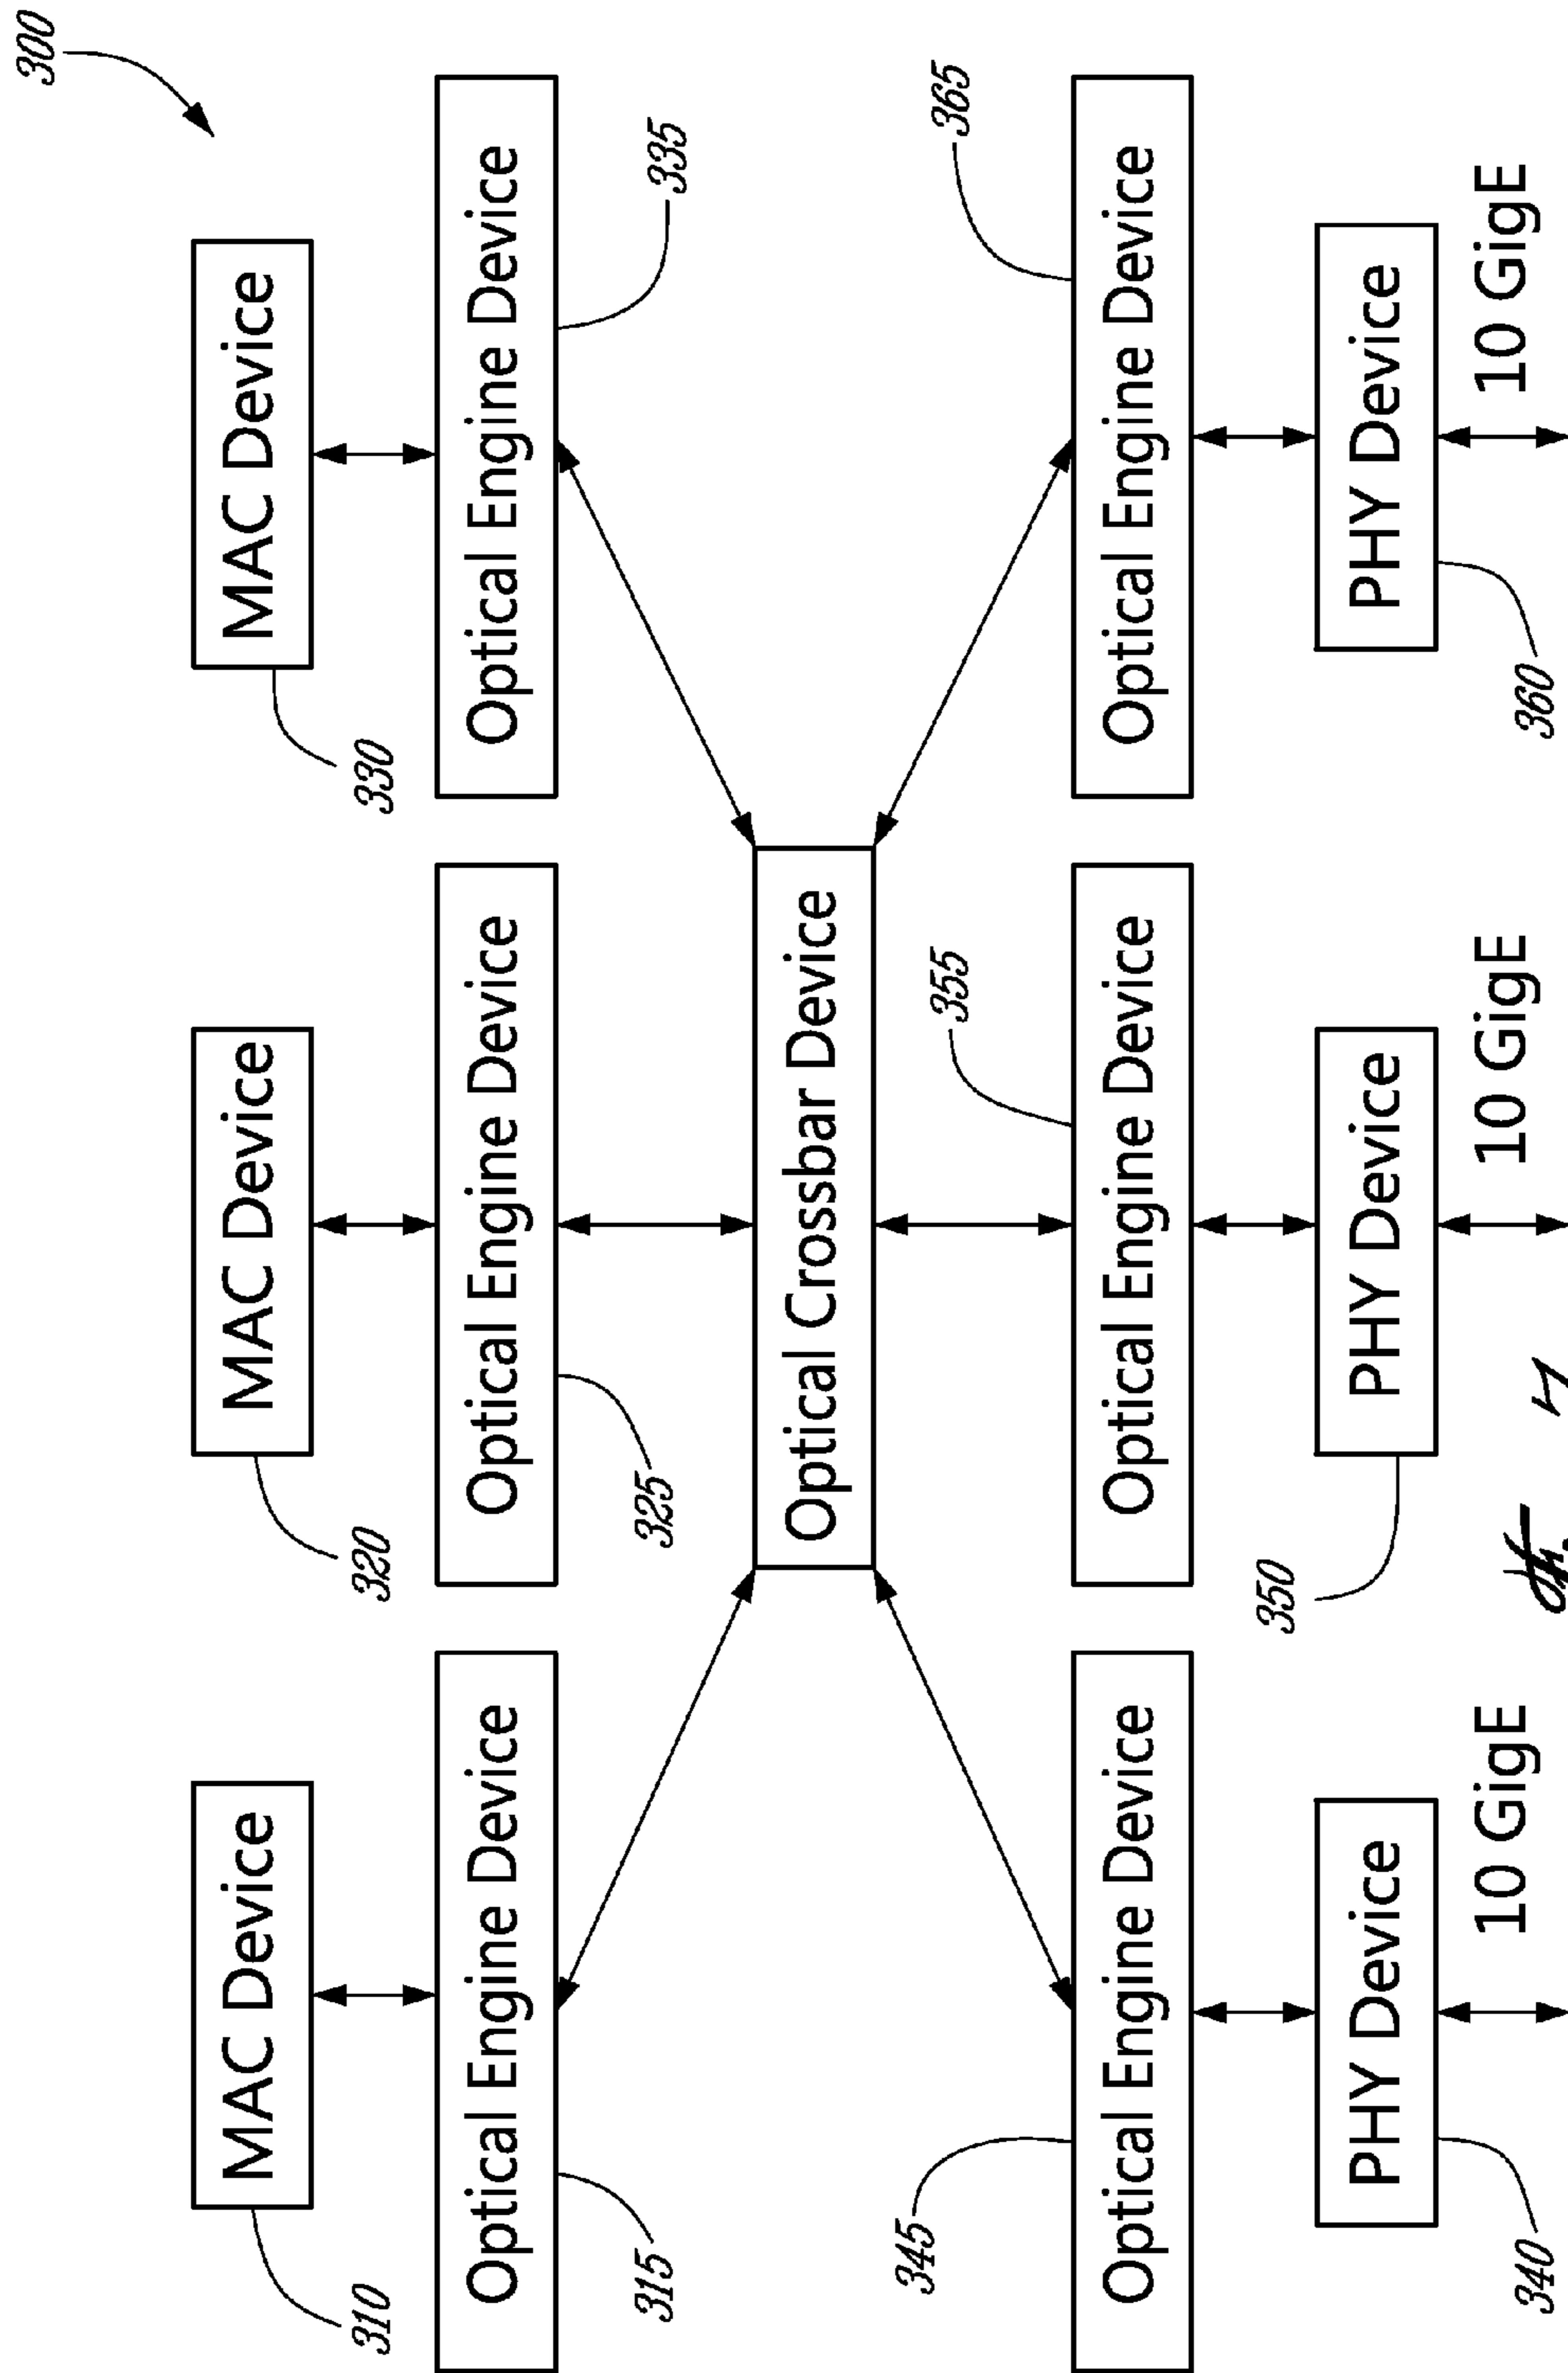 300
MAC Device
MAC Device
MAC Device
310
320
330
Optical Engine Device
Optical Engine Device
Optical Engine Device
315
325
335
Optical Crossbar Device
345
355
365
Optical Engine Device
Optical Engine Device
Optical Engine Device
350
PHY Device
PHY Device
PHY Device
10 GigE
10 GigE
10 GigE
340
360